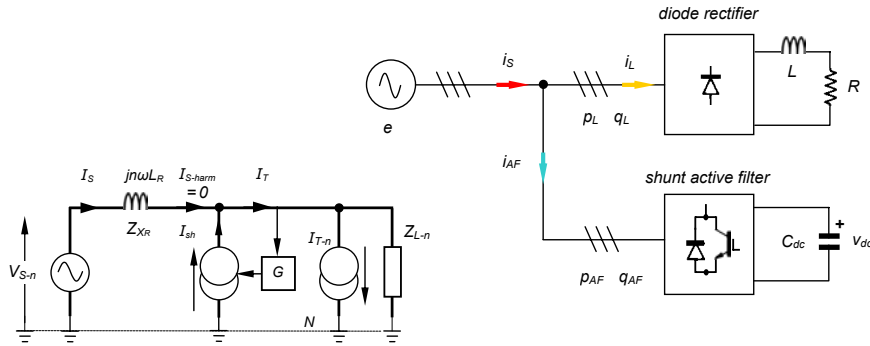 diode rectifier
i_S
i_L
L
R
e
p_L q_L
i_AF
shunt active filter
C_dc
+
v_dc
p_AF q_AF
I_S
jnωL_R
I_S-harm
= 0
I_T
Z_XR
I_sh
G
I_T-n
Z_L-n
V_S-n
N